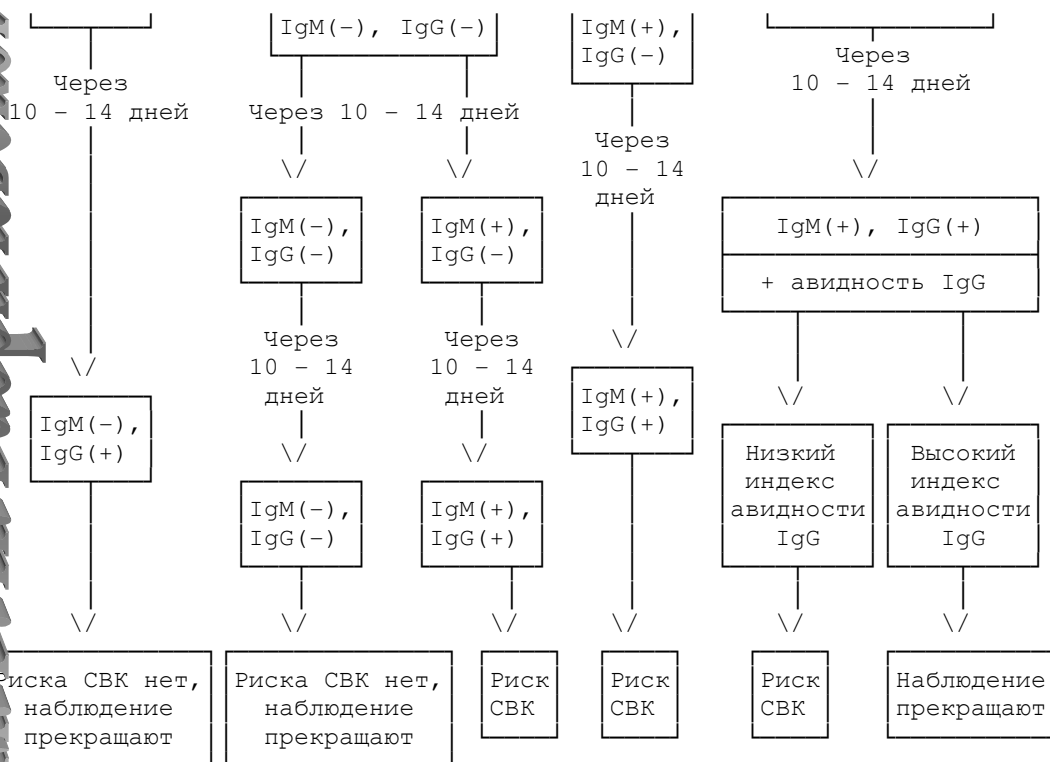 IgM(-), IgG(-)
IgM(+),
IgG(-)
Через
10 - 14 дней
Через 10 - 14 дней
Через
10 - 14
дней
Через
10 - 14 дней
\/
\/
\/
IgM(-),
IgG(-)
IgM(+),
IgG(-)
IgM(+), IgG(+)
+ авидность IgG
Через
10 - 14
дней
Через
10 - 14
дней
\/
\/
IgM(-),
IgG(+)
\/
\/
IgM(+),
IgG(+)
\/
\/
Низкий
индекс
авидности
IgG
Высокий
индекс
авидности
IgG
IgM(-),
IgG(-)
IgM(+),
IgG(+)
\/
\/
\/
\/
\/
\/
Риска СВК нет,
наблюдение
прекращают
Риска СВК нет,
наблюдение
прекращают
Риск
СВК
Риск
СВК
Риск
СВК
Наблюдение
прекращают